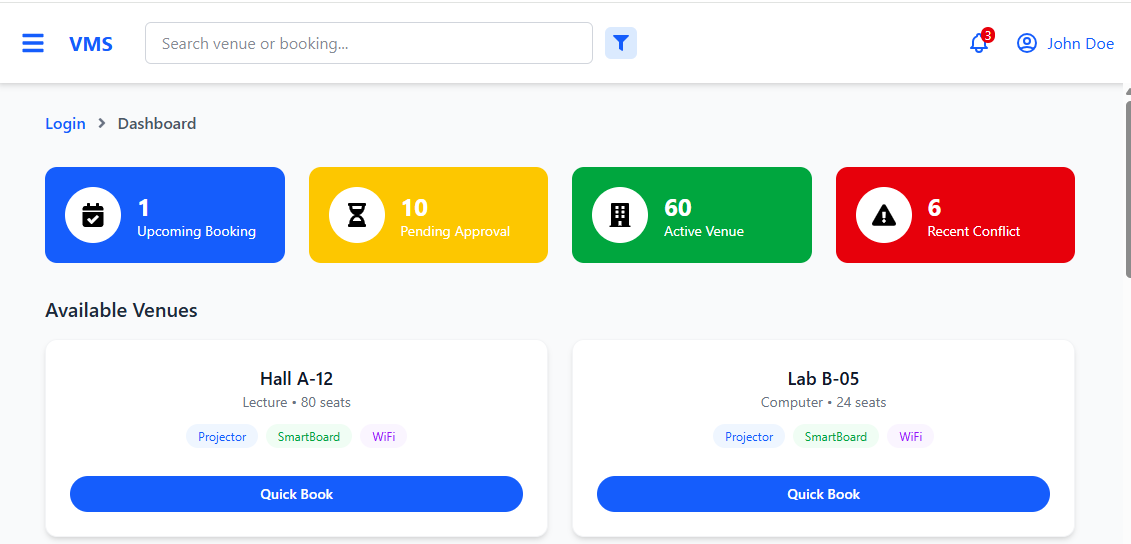 VMS Search venue or booking... 3 John Doe
Login > Dashboard
1 10 60 6
Upcoming Booking Pending Approval Active Venue Recent Conflict
Available Venues
Hall A-12 Lab B-05
Lecture • 80 seats Computer • 24 seats
Projector SmartBoard WiFi Projector SmartBoard WiFi
Quick Book Quick Book